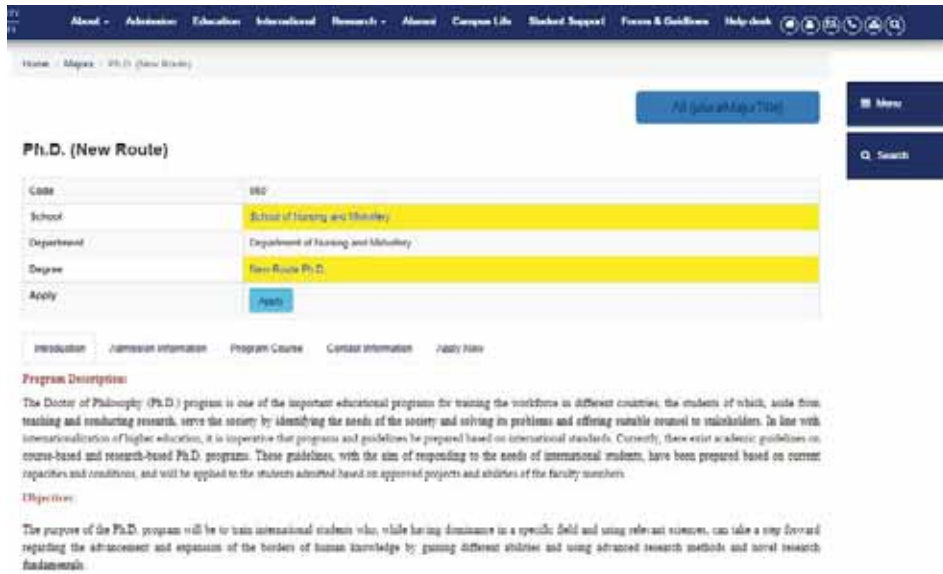 About Admission Education International Research Alumni Campus Life Student Support Forms & Guidlines Help desk
Home / Majors / Ph.D. (New Route)
Menu
Ph.D. (New Route)
Search
Code
School School of Nursing and Midwifery
Department Department of Nursing and Midwifery
Degree New Route Ph.D.
Apply Apply
Introduction Admission Information Program Course Contact Information Apply Now
Program Description:
The Doctor of Philosophy (Ph.D.) program is one of the important educational programs for training the workforce in different countries, the students of which, aside from
teaching and conducting research, serve the society by identifying the needs of the society and solving its problems and offering suitable counsel to stakeholders. In line with
internationalization of higher education, it is imperative that programs and guidelines be prepared based on international standards. Currently, there exist academic guidelines on
course-based and research-based Ph.D. programs. These guidelines, with the aim of responding to the needs of international students, have been prepared based on current
capacities and conditions, and will be applied to the students admitted based on approved projects and abilities of the faculty members.
Objectives:
The purpose of the Ph.D. program will be to train international students who, while having dominance in a specific field and using relevant sciences, can take a step forward
regarding the advancement and expansion of the borders of human knowledge by gaining different abilities and using advanced research methods and novel research
fundamentals.